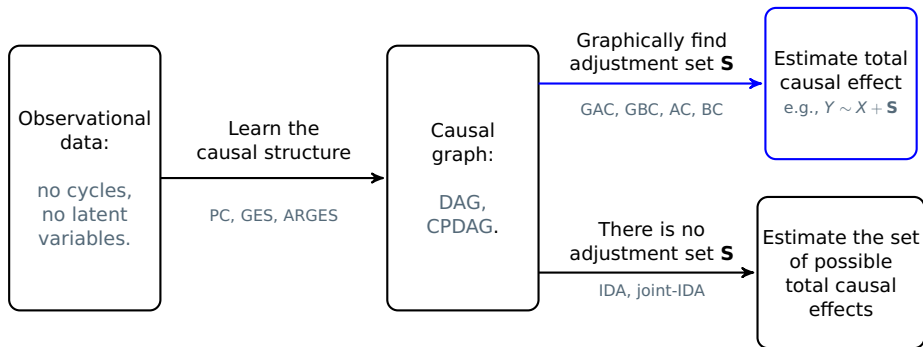 Observational
data:
no cycles,
no latent
variables.
Learn the
causal structure
PC, GES, ARGES
Causal
graph:
DAG,
CPDAG.
Graphically find
adjustment set S
GAC, GBC, AC, BC
Estimate total
causal effect
e.g., Y ∼ X + S
There is no
adjustment set S
IDA, joint-IDA
Estimate the set
of possible
total causal
effects